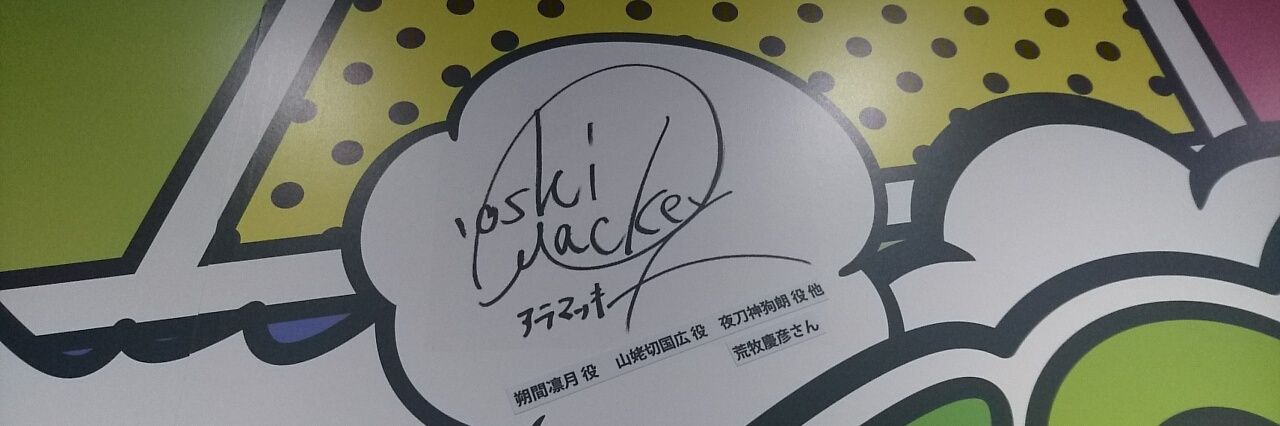 yoshi
Mackey
アラマッキー
朔間凛月 役　山姥切国広 役　夜刀神狗朗 役 他
荒牧慶彦さん